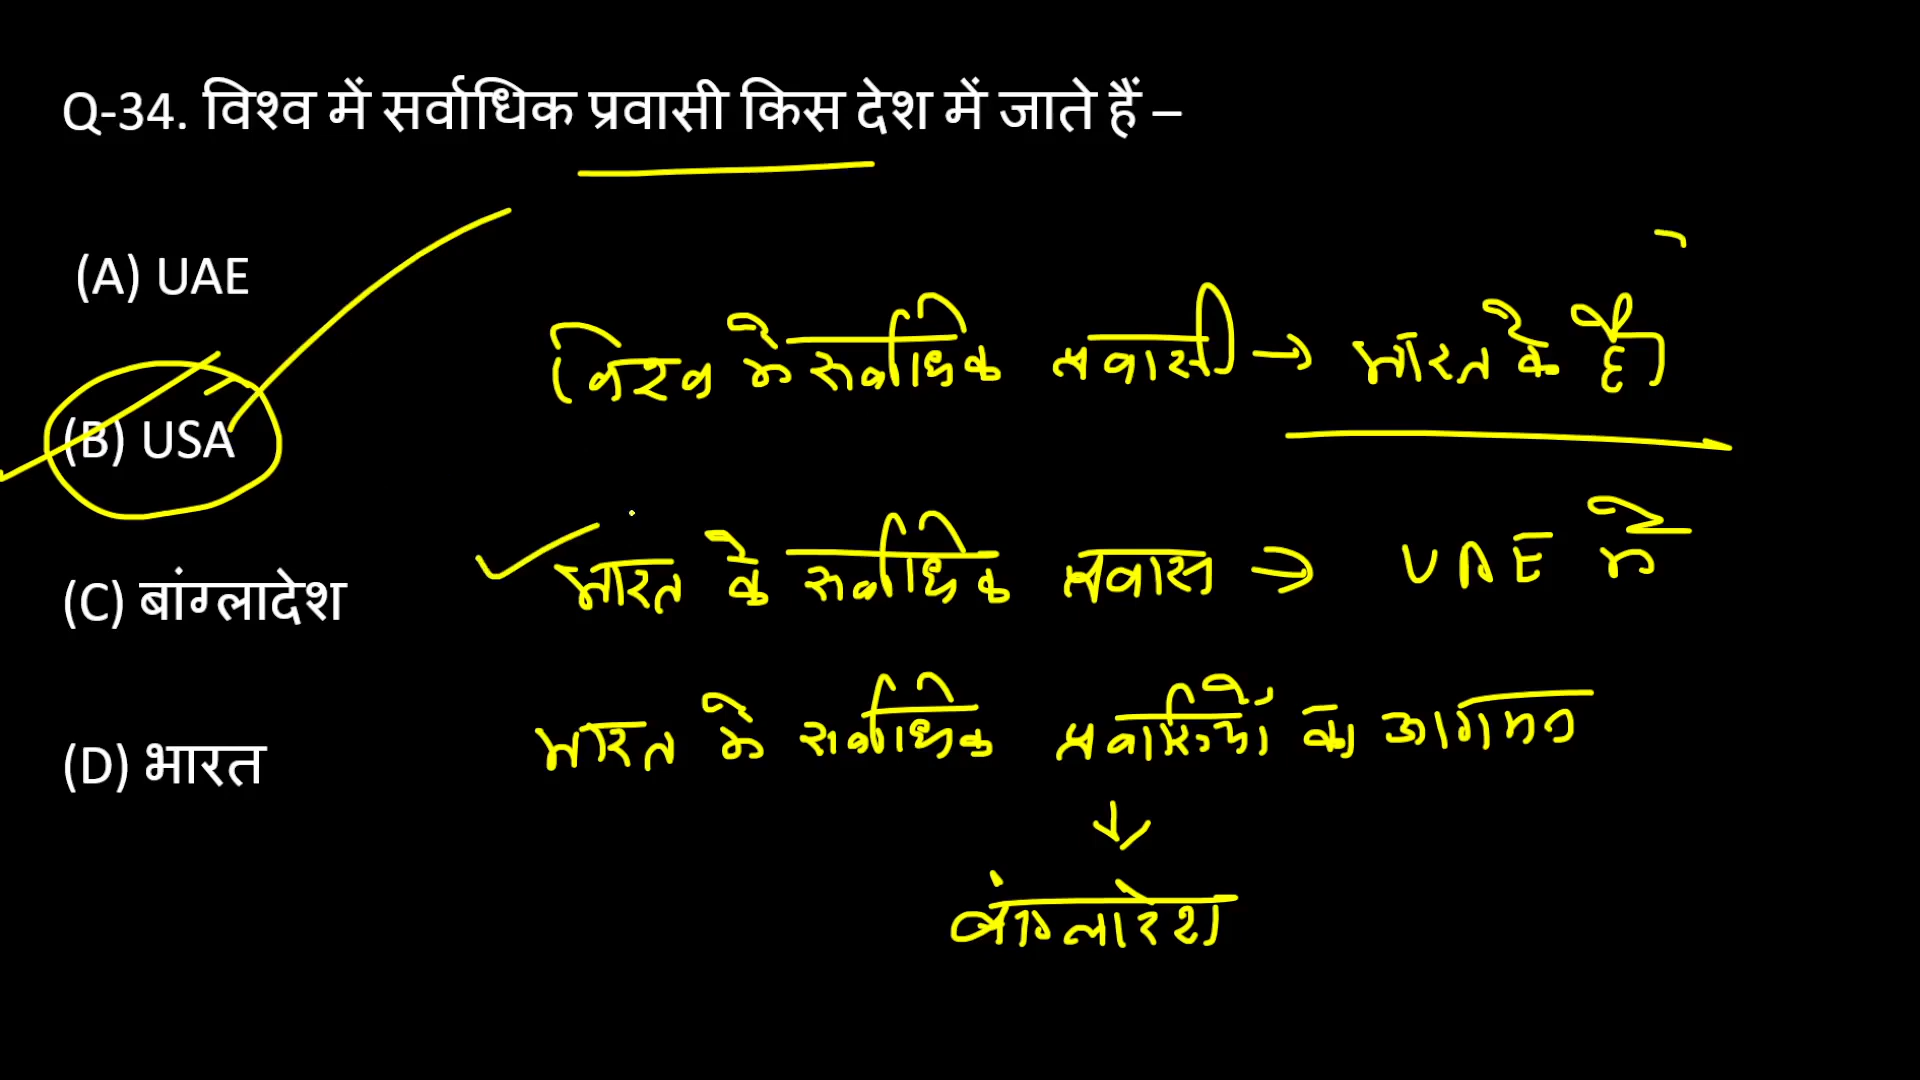 Q-34. विश्व में सर्वाधिक प्रवासी किस देश में जाते हैं –
(A) UAE
विश्व मे सर्वाधिक प्रवासी → भारत के है
(B) USA
भारत के सर्वाधिक प्रवास → UAE में
(C) बांग्लादेश
भारत मे सर्वाधिक प्रवासियों का आगमन
(D) भारत
↓
बंग्लादेश